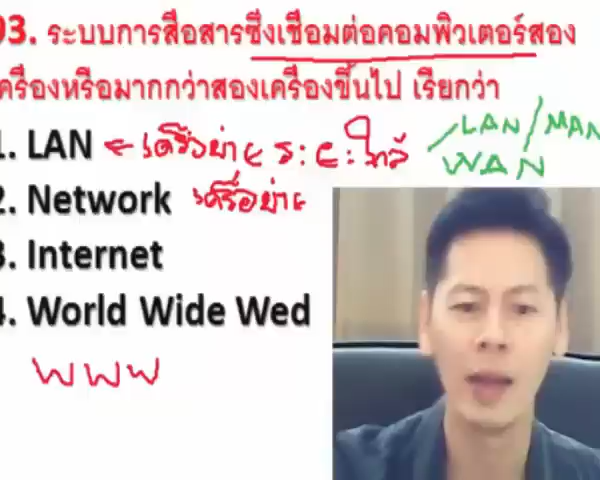 03. ระบบการสื่อสารซึ่งเชื่อมต่อคอมพิวเตอร์สอง
เครื่องหรือมากกว่าสองเครื่องขึ้นไป เรียกว่า
1. LAN ← เครือข่าย ระยะใกล้ LAN / MAN
WAN
2. Network เครือข่าย
3. Internet
4. World Wide Wed
WWW